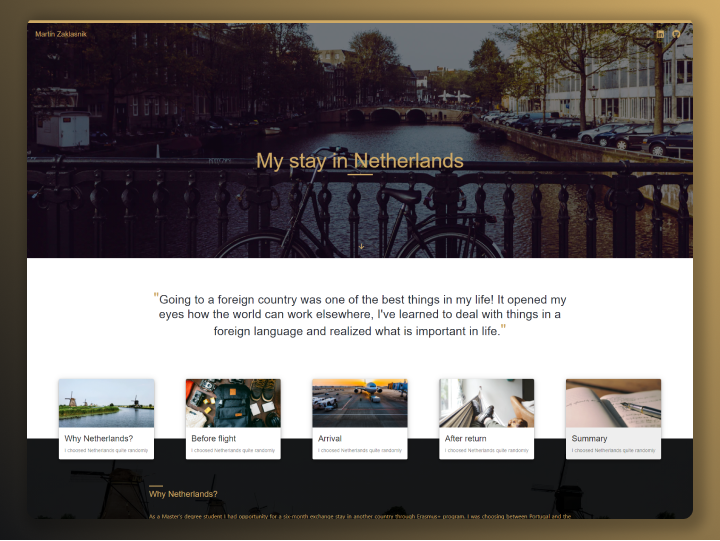 Martin Zaklasnik
My stay in Netherlands
"Going to a foreign country was one of the best things in my life! It opened my
eyes how the world can work elsewhere, I've learned to deal with things in a
foreign language and realized what is important in life."
Why Netherlands?
I choosed Netherlands quite randomly
Before flight
I choosed Netherlands quite randomly
Arrival
I choosed Netherlands quite randomly
After return
I choosed Netherlands quite randomly
Summary
I choosed Netherlands quite randomly
Why Netherlands?
As a Master's degree student I had opportunity for a six-month exchange stay in another country through Erasmus+ program. I was choosing between Portugal and the